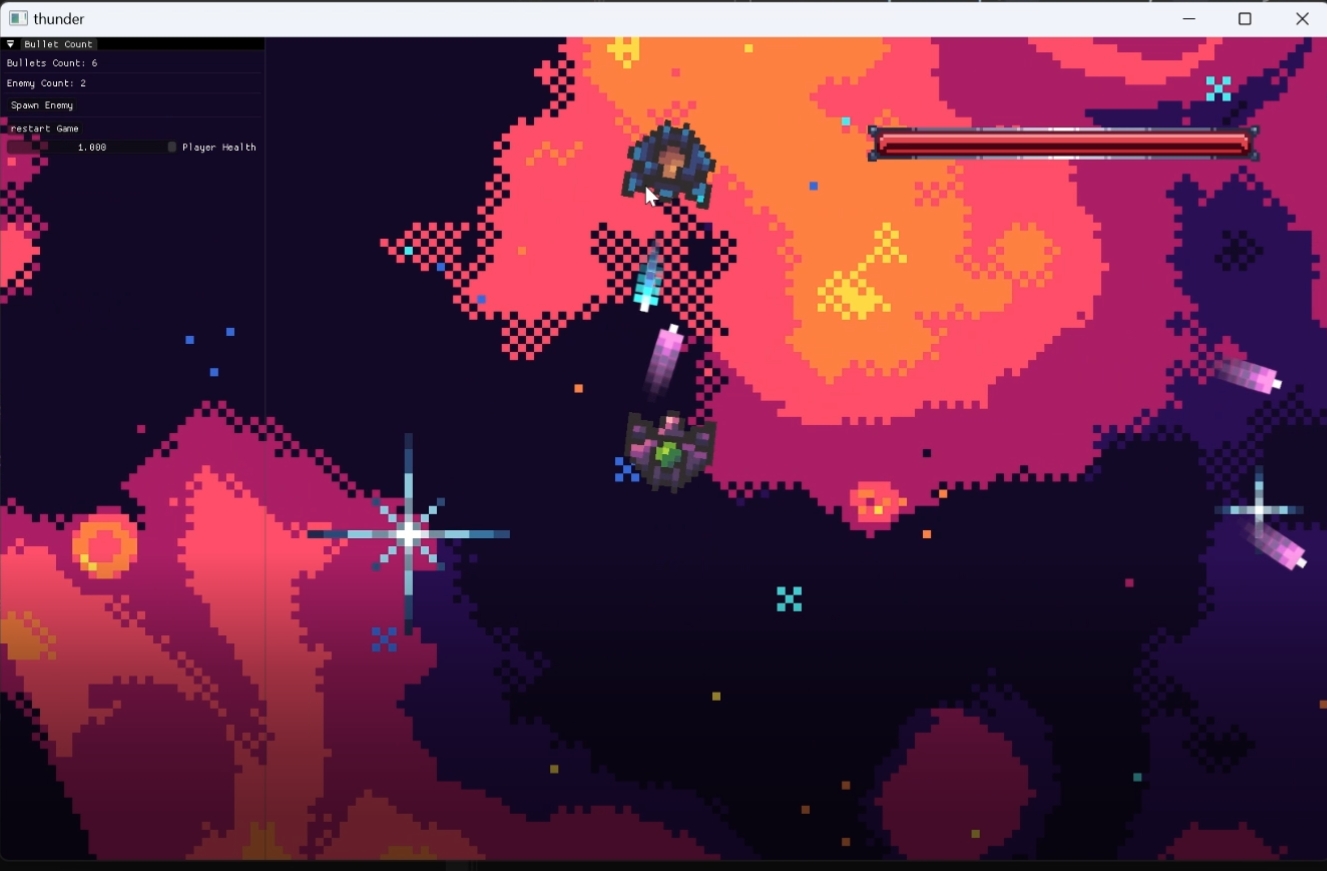 thunder
Bullet Count
Bullets Count: 6
Enemy Count: 2
Spawn Enemy
restart Game
1.000 Player Health